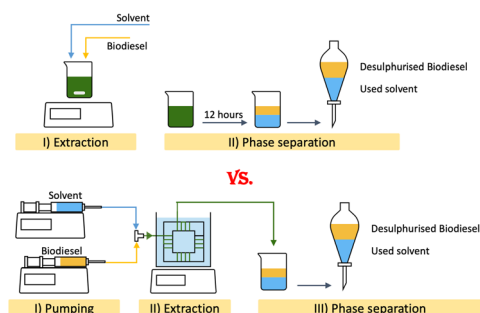 Solvent
Biodiesel
Desulphurised Biodiesel
Used solvent
12 hours
I) Extraction
II) Phase separation
VS.
Solvent
Biodiesel
Desulphurised Biodiesel
Used solvent
I) Pumping
II) Extraction
III) Phase separation